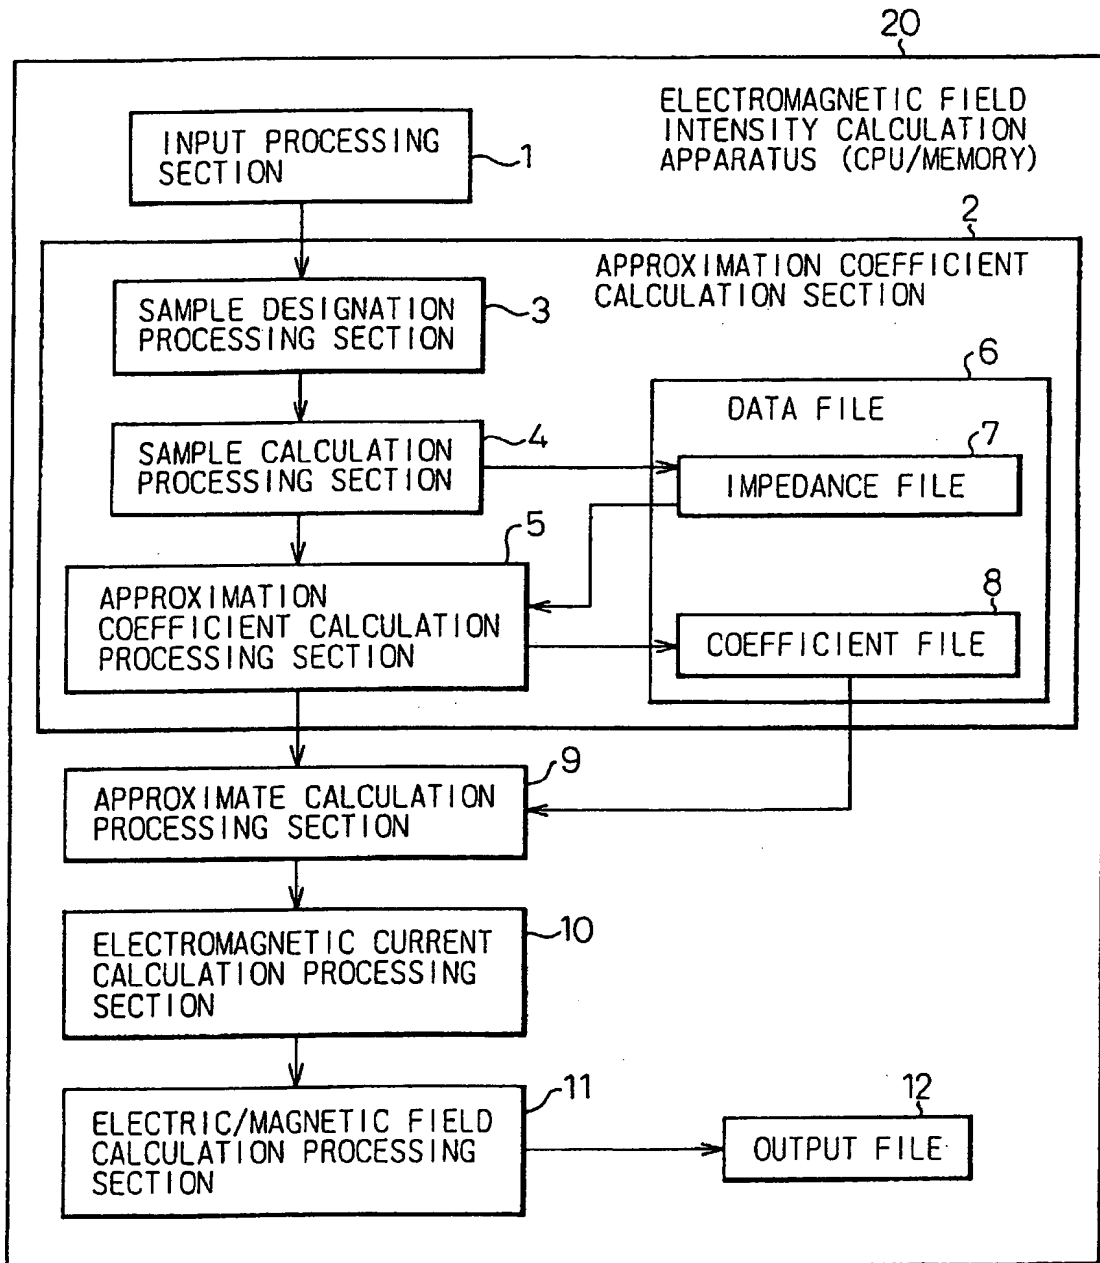 20
ELECTROMAGNETIC FIELD
INTENSITY CALCULATION
APPARATUS (CPU/MEMORY)
INPUT PROCESSING
SECTION
1
2
APPROXIMATION COEFFICIENT
CALCULATION SECTION
SAMPLE DESIGNATION
PROCESSING SECTION
3
6
DATA FILE
SAMPLE CALCULATION
PROCESSING SECTION
4
7
IMPEDANCE FILE
5
APPROXIMATION
COEFFICIENT CALCULATION
PROCESSING SECTION
8
COEFFICIENT FILE
9
APPROXIMATE CALCULATION
PROCESSING SECTION
10
ELECTROMAGNETIC CURRENT
CALCULATION PROCESSING
SECTION
11
ELECTRIC/MAGNETIC FIELD
CALCULATION PROCESSING
SECTION
12
OUTPUT FILE